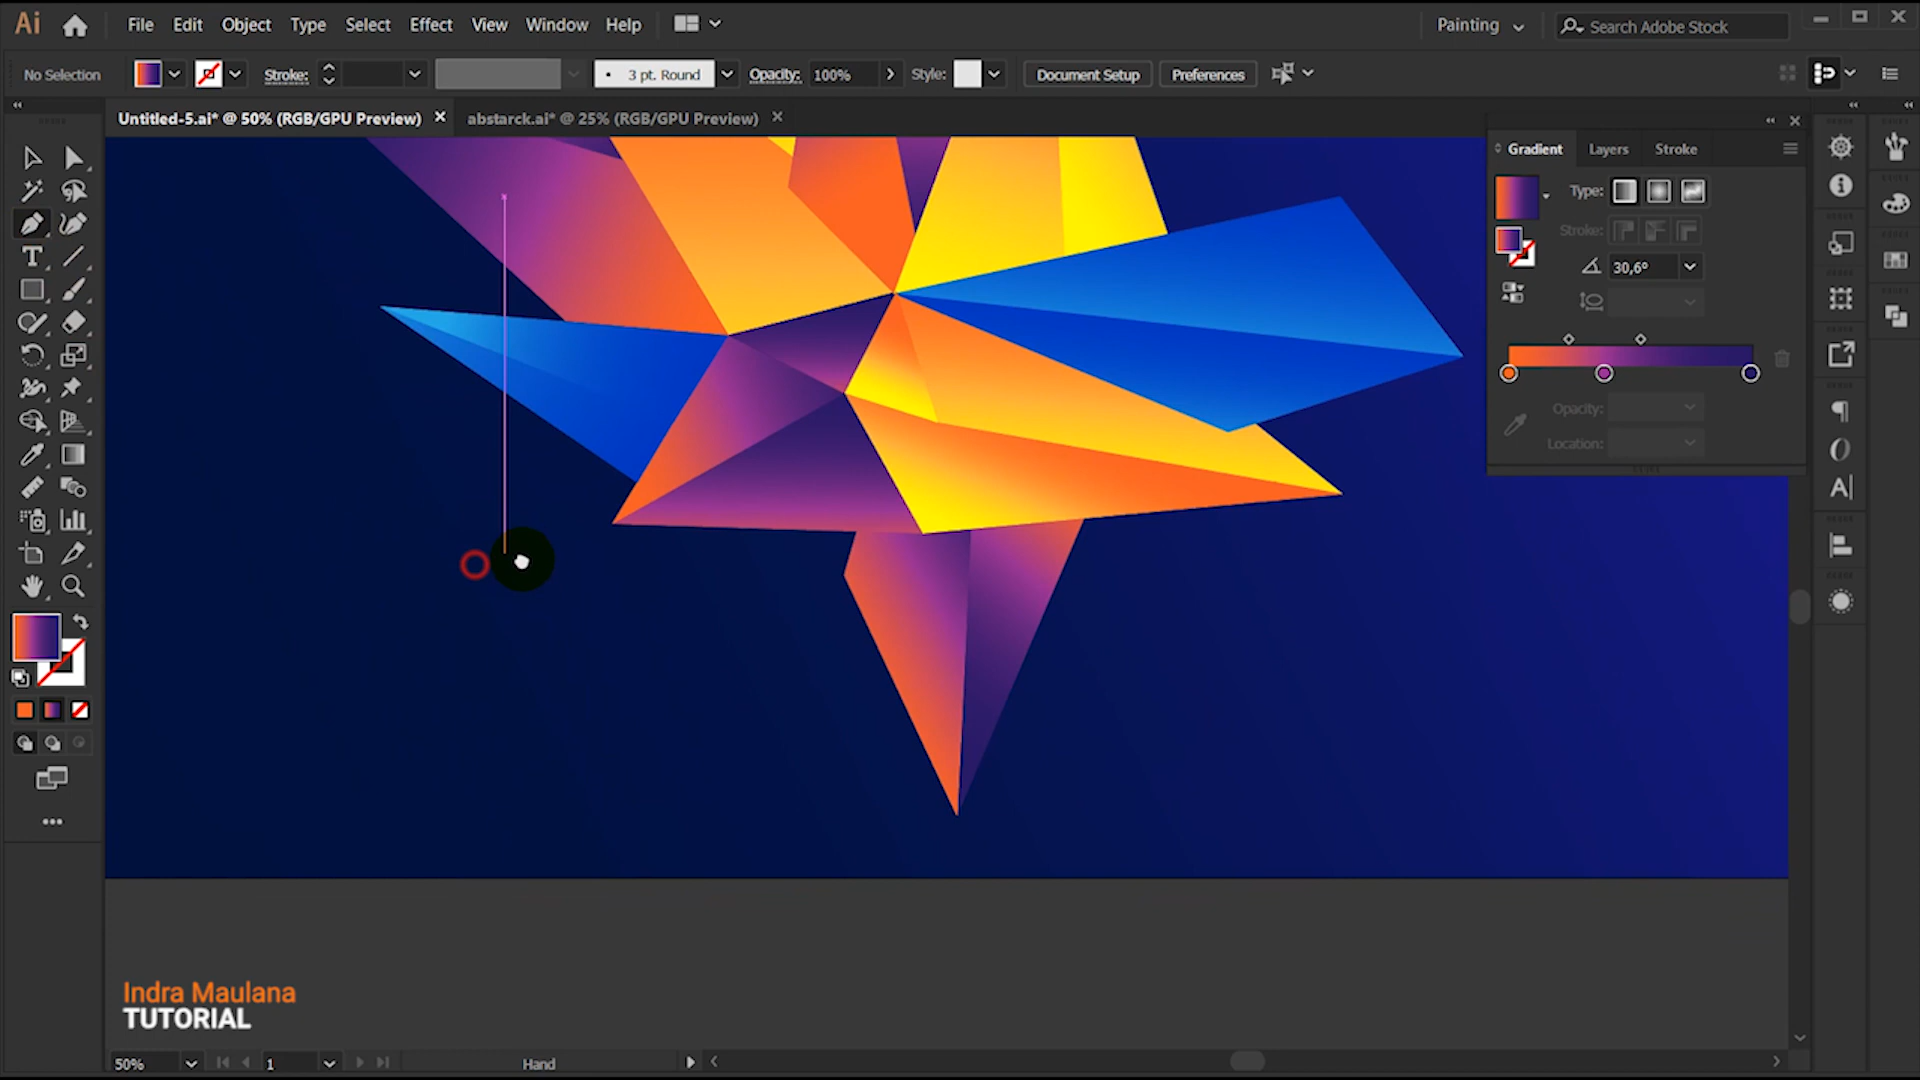 Ai File Edit Object Type Select Effect View Window Help Painting Search Adobe Stock
No Selection Stroke: 3 pt. Round Opacity: 100% Style: Document Setup Preferences
Untitled-5.ai* @ 50% (RGB/GPU Preview) abstarck.ai* @ 25% (RGB/GPU Preview)
Gradient Layers Stroke
Type:
Stroke:
30,6°
Opacity:
Location:
Indra Maulana
TUTORIAL
50% 1 Hand